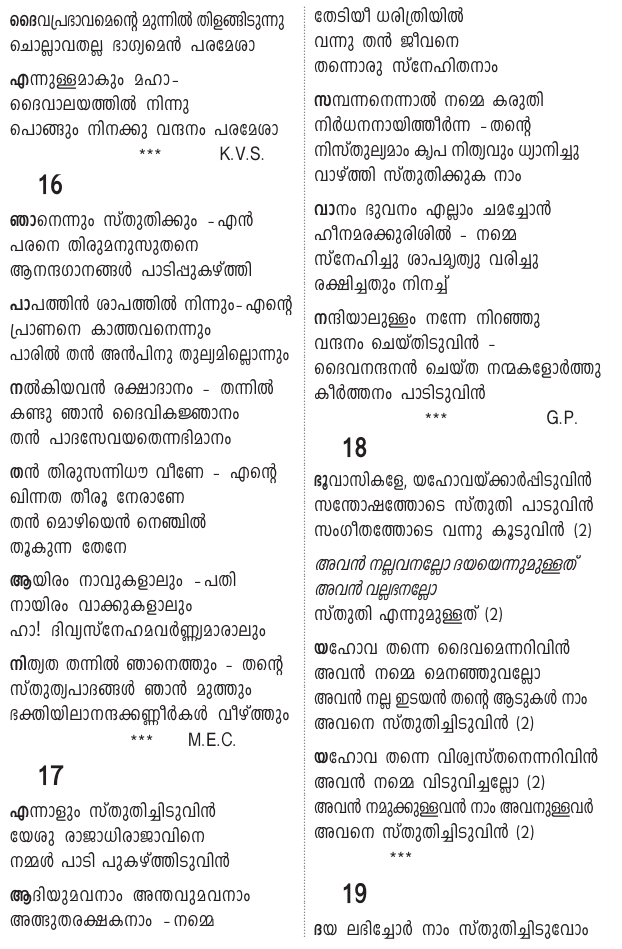 ദൈവപ്രഭാവമെന്റെ മുന്നിൽ തിളങ്ങിടുന്നു
ചൊല്ലാവതല്ല ഭാഗ്യമെൻ പരമേശാ
എന്നുള്ളമാകും മഹാ-
ദൈവാലയത്തിൽ നിന്നു
പൊങ്ങും നിനക്കു വന്ദനം പരമേശാ
*** K.V.S.
16
ഞാനെന്നും സ്തുതിക്കും -എൻ
പരനെ തിരുമനുസുതനെ
ആനന്ദഗാനങ്ങൾ പാടിപ്പുകഴ്ത്തി
പാപത്തിൻ ശാപത്തിൽ നിന്നും-എന്റെ
പ്രാണനെ കാത്തവനെന്നും
പാരിൽ തൻ അൻപിനു തുല്യമില്ലൊന്നും
നൽകിയവൻ രക്ഷാദാനം - തന്നിൽ
കണ്ടു ഞാൻ ദൈവികജ്ഞാനം
തൻ പാദസേവയതെന്നഭിമാനം
തൻ തിരുസന്നിധൗ വീണേ - എന്റെ
ഖിന്നത തീരൂ നേരാണേ
തൻ മൊഴിയെൻ നെഞ്ചിൽ
തൂകുന്ന തേനേ
ആയിരം നാവുകളാലും -പതി
നായിരം വാക്കുകളാലും
ഹാ! ദിവ്യസ്നേഹമവർണ്ണ്യമാരാലും
നിത്യത തന്നിൽ ഞാനെത്തും - തന്റെ
സ്തുത്യപാദങ്ങൾ ഞാൻ മുത്തും
ഭക്തിയിലാനന്ദക്കണ്ണീർകൾ വീഴ്ത്തും
*** M.E.C.
17
എന്നാളും സ്തുതിച്ചിടുവിൻ
യേശു രാജാധിരാജാവിനെ
നമ്മൾ പാടി പുകഴ്ത്തിടുവിൻ
ആദിയുമവനാം അന്തവുമവനാം
അത്ഭുതരക്ഷകനാം -നമ്മെ
തേടിയീ ധരിത്രിയിൽ
വന്നു തൻ ജീവനെ
തന്നൊരു സ്നേഹിതനാം
സമ്പന്നനെന്നാൽ നമ്മെ കരുതി
നിർധനനായിത്തീർന്ന -തന്റെ
നിസ്തുല്യമാം കൃപ നിത്യവും ധ്യാനിച്ചു
വാഴ്ത്തി സ്തുതിക്കുക നാം
വാനം ഭുവനം എല്ലാം ചമച്ചോൻ
ഹീനമരക്കുരിശിൽ - നമ്മെ
സ്നേഹിച്ചു ശാപമൃത്യു വരിച്ചു
രക്ഷിച്ചതും നിനച്ച്
നന്ദിയാലുള്ളം നന്നേ നിറഞ്ഞു
വന്ദനം ചെയ്തിടുവിൻ -
ദൈവനന്ദനൻ ചെയ്ത നന്മകളോർത്തു
കീർത്തനം പാടിടുവിൻ
*** G.P.
18
ഭൂവാസികളേ, യഹോവയ്ക്കാർപ്പിടുവിൻ
സന്തോഷത്തോടെ സ്തുതി പാടുവിൻ
സംഗീതത്തോടെ വന്നു കൂടുവിൻ (2)
അവൻ നല്ലവനല്ലോ ദയയെന്നുമുള്ളത്
അവൻ വല്ലഭനല്ലോ
സ്തുതി എന്നുമുള്ളത് (2)
യഹോവ തന്നെ ദൈവമെന്നറിവിൻ
അവൻ നമ്മെ മെനഞ്ഞുവല്ലോ
അവൻ നല്ല ഇടയൻ തന്റെ ആടുകൾ നാം
അവനെ സ്തുതിച്ചിടുവിൻ (2)
യഹോവ തന്നെ വിശ്വസ്തനെന്നറിവിൻ
അവൻ നമ്മെ വിടുവിച്ചല്ലോ (2)
അവൻ നമുക്കുള്ളവൻ നാം അവനുള്ളവർ
അവനെ സ്തുതിച്ചിടുവിൻ (2)
***
19
ദയ ലഭിച്ചോർ നാം സ്തുതിച്ചിടുവോം